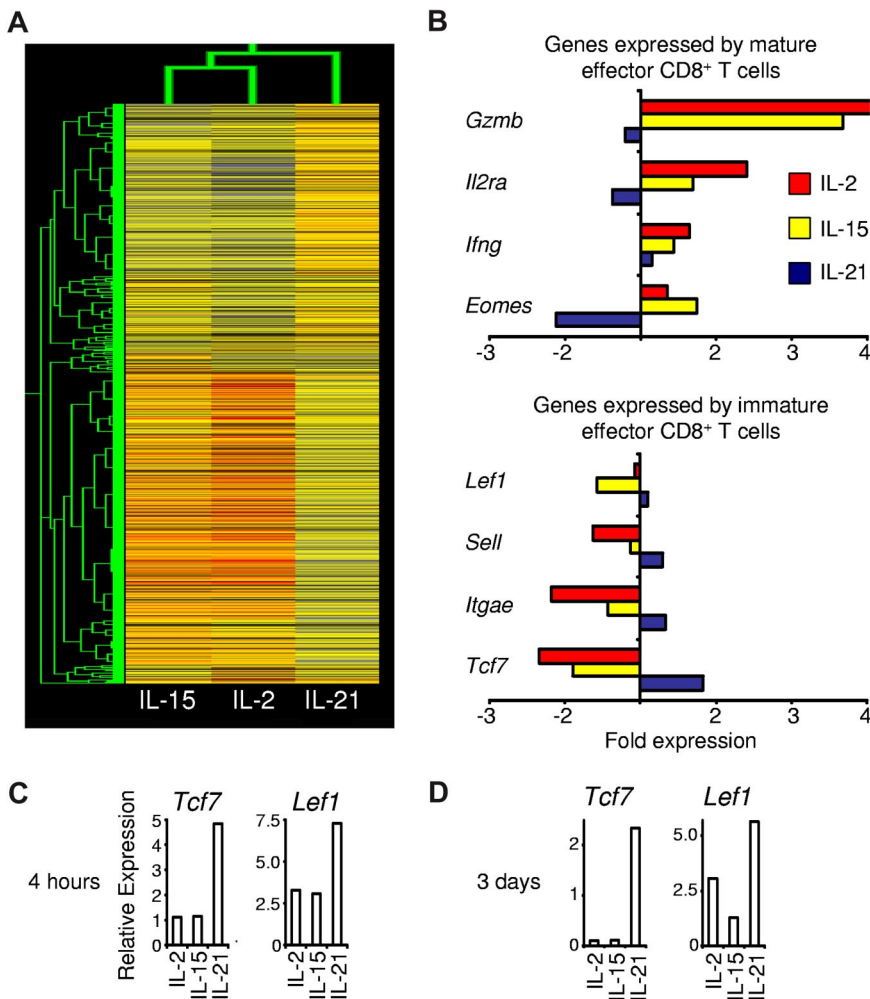 A
IL-15 IL-2 IL-21
B
Genes expressed by mature
effector CD8+ T cells
Gzmb
Il2ra
Ifng
Eomes
IL-2
IL-15
IL-21
-3 -2 2 3 4
Genes expressed by immature
effector CD8+ T cells
Lef1
Sell
Itgae
Tcf7
-3 -2 2 3 4
Fold expression
C
4 hours
Relative Expression
Tcf7
5
4
3
2
1
0
IL-2
IL-15
IL-21
Lef1
7.5
5.0
2.5
0
IL-2
IL-15
IL-21
D
3 days
Tcf7
2
1
0
IL-2
IL-15
IL-21
Lef1
5.0
2.5
0
IL-2
IL-15
IL-21